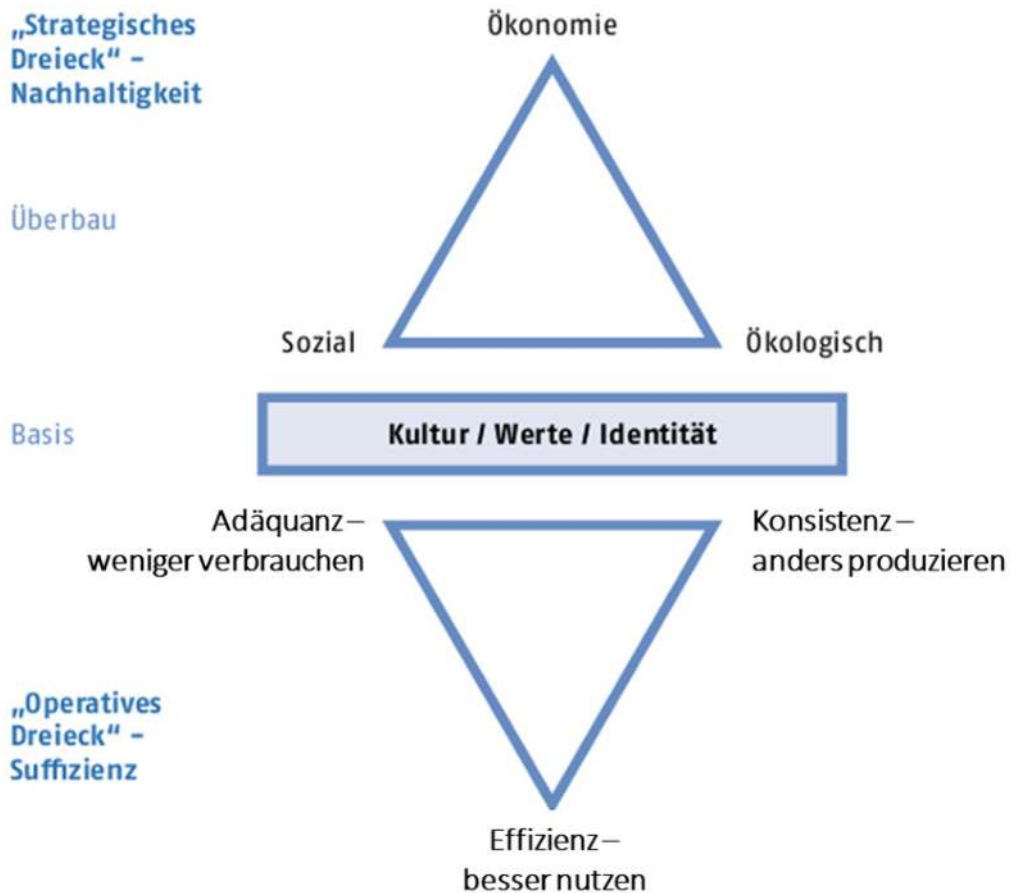 „Strategisches
Dreieck“ –
Nachhaltigkeit
Ökonomie
Überbau
Sozial
Ökologisch
Basis
Kultur / Werte / Identität
Adäquanz–
weniger verbrauchen
Konsistenz–
anders produzieren
„Operatives
Dreieck“ –
Suffizienz
Effizienz–
besser nutzen